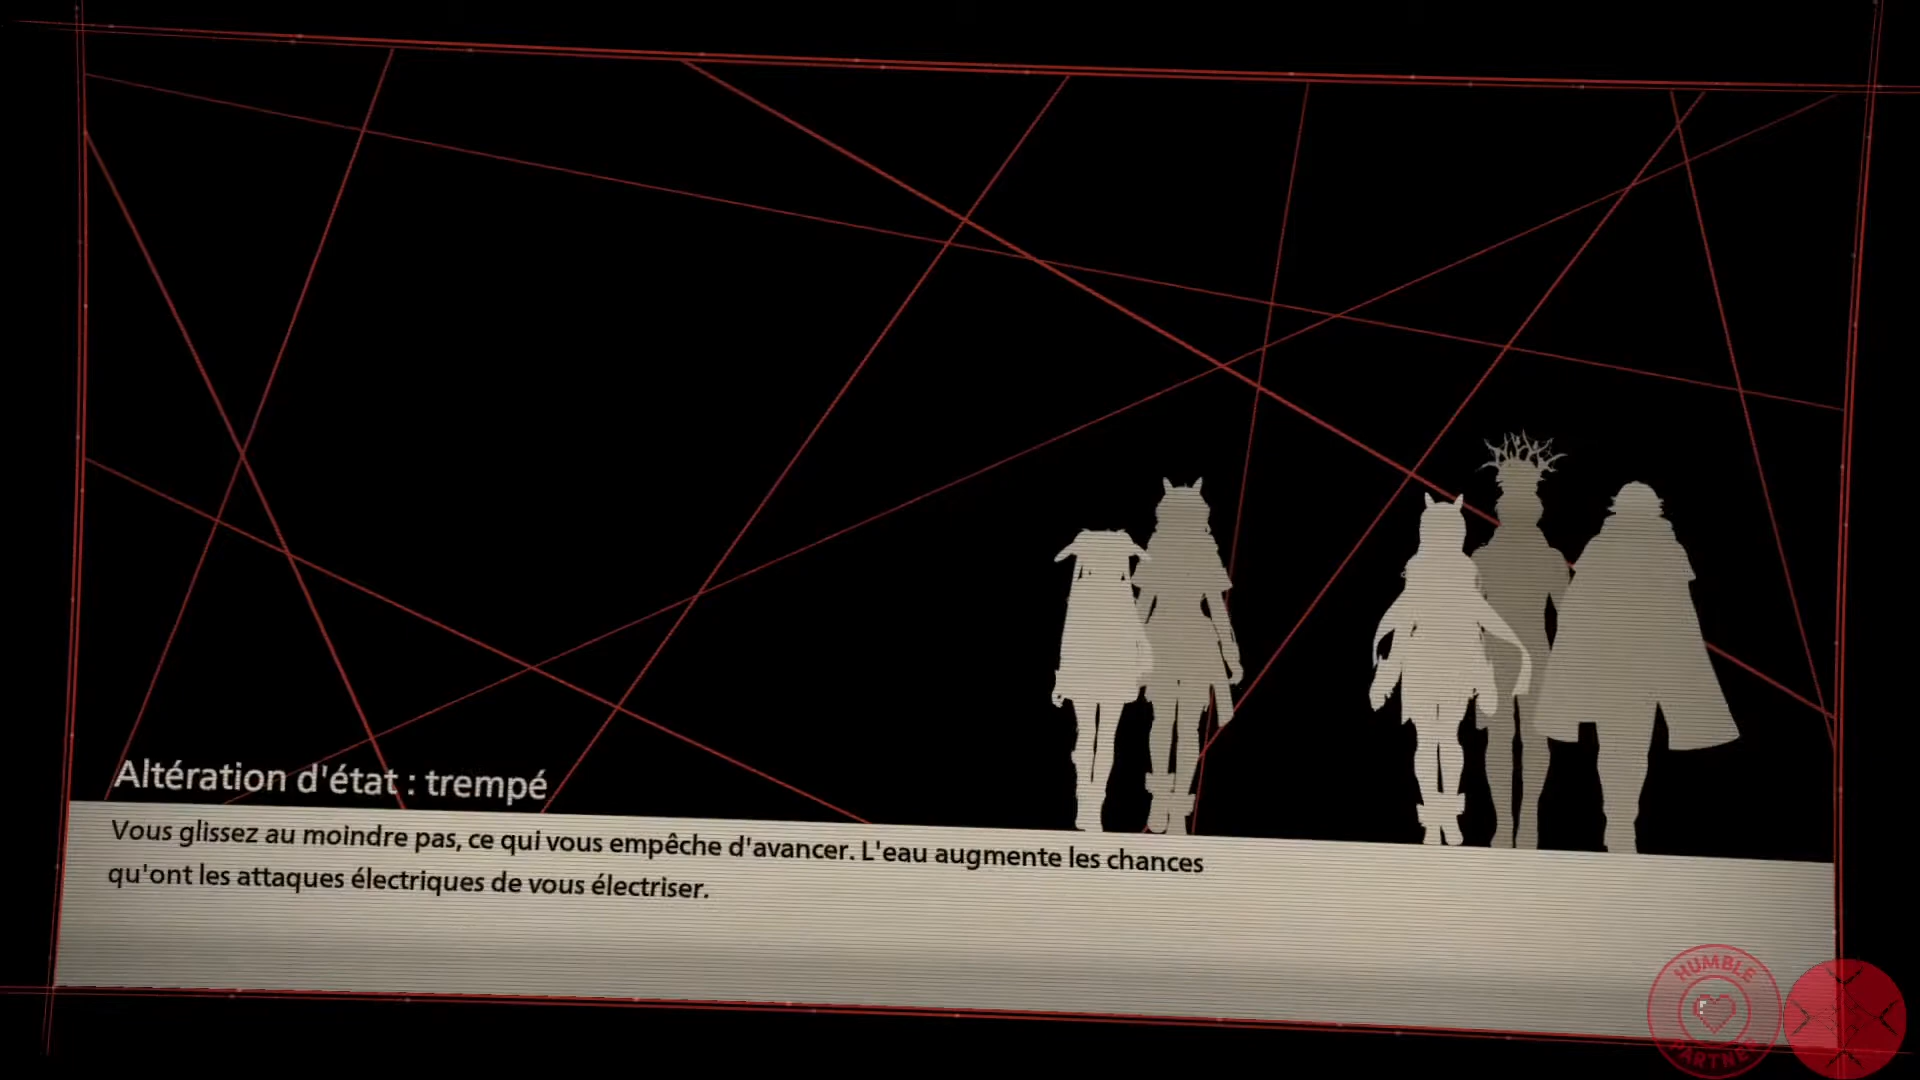 Altération d'état : trempé
Vous glissez au moindre pas, ce qui vous empêche d'avancer. L'eau augmente les chances
qu'ont les attaques électriques de vous électriser.
HUMBLE
PARTNER